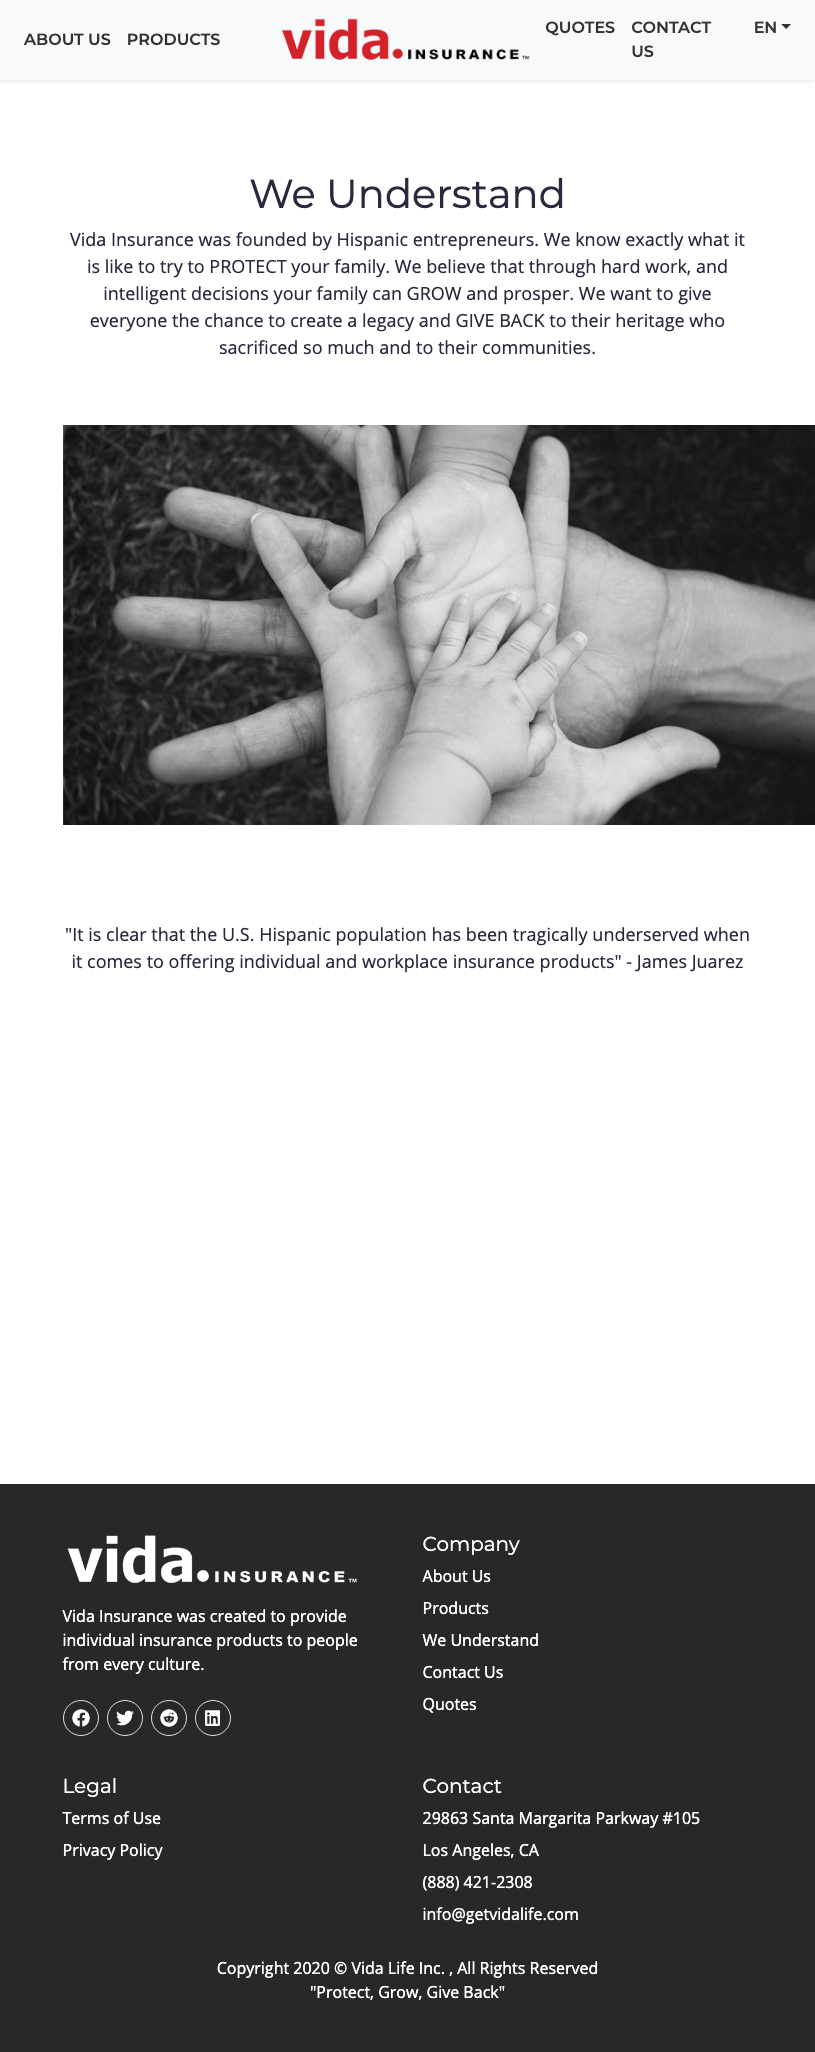 ABOUT US PRODUCTS vida.INSURANCE™ QUOTES CONTACT US EN
We Understand
Vida Insurance was founded by Hispanic entrepreneurs. We know exactly what it
is like to try to PROTECT your family. We believe that through hard work, and
intelligent decisions your family can GROW and prosper. We want to give
everyone the chance to create a legacy and GIVE BACK to their heritage who
sacrificed so much and to their communities.
"It is clear that the U.S. Hispanic population has been tragically underserved when
it comes to offering individual and workplace insurance products" - James Juarez
vida.INSURANCE™
Vida Insurance was created to provide
individual insurance products to people
from every culture.
Company
About Us
Products
We Understand
Contact Us
Quotes
Legal
Terms of Use
Privacy Policy
Contact
29863 Santa Margarita Parkway #105
Los Angeles, CA
(888) 421-2308
info@getvidalife.com
Copyright 2020 © Vida Life Inc. , All Rights Reserved
"Protect, Grow, Give Back"